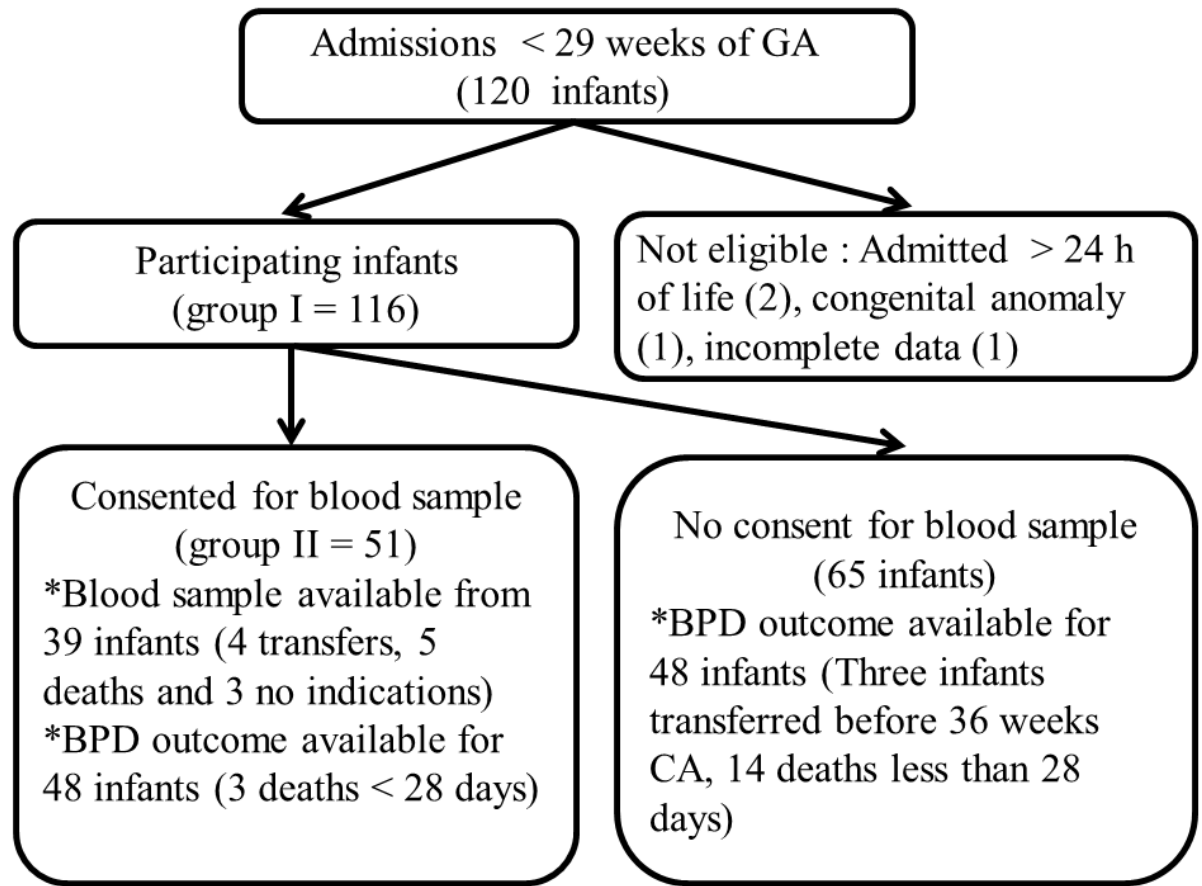 Admissions < 29 weeks of GA
(120 infants)
Participating infants
(group I = 116)
Not eligible : Admitted > 24 h
of life (2), congenital anomaly
(1), incomplete data (1)
Consented for blood sample
(group II = 51)
*Blood sample available from
39 infants (4 transfers, 5
deaths and 3 no indications)
*BPD outcome available for
48 infants (3 deaths < 28 days)
No consent for blood sample
(65 infants)
*BPD outcome available for
48 infants (Three infants
transferred before 36 weeks
CA, 14 deaths less than 28
days)